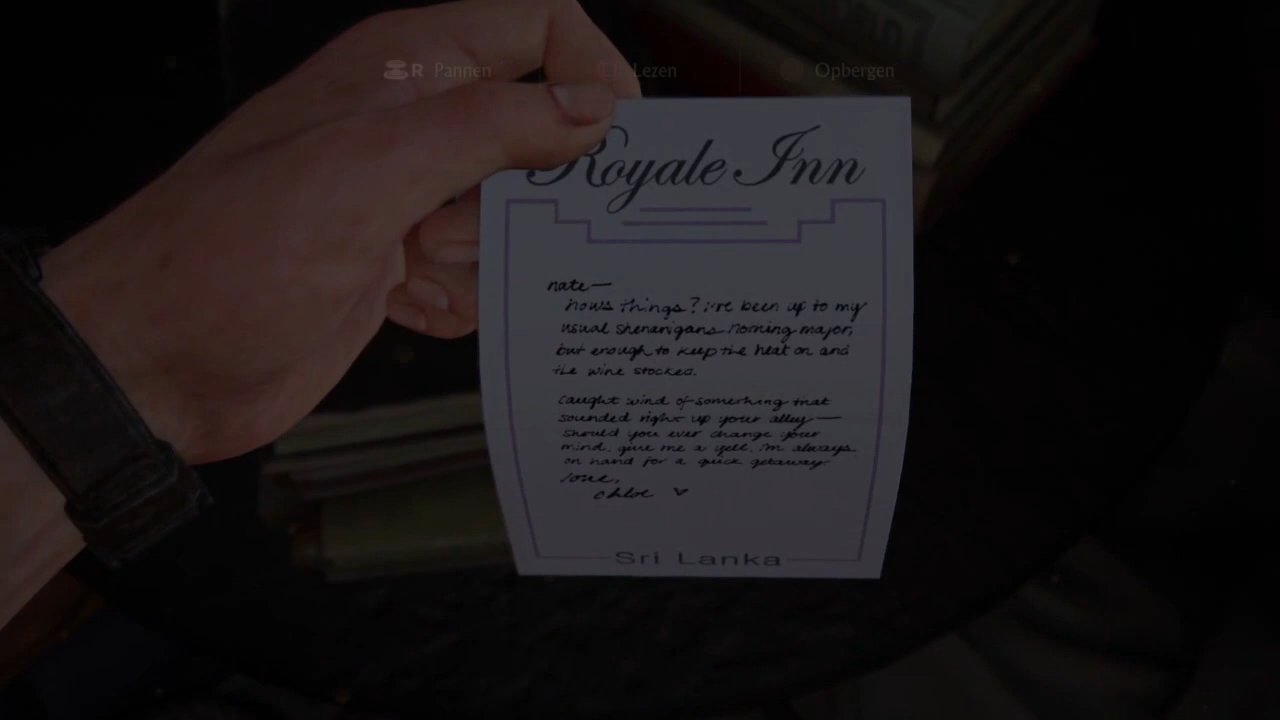 R Pannen Lezen Opbergen
Royale Inn
nate—
hows things? i've been up to my
usual shenanigans. nothing major,
but enough to keep the heat on and
the wine stocked.
caught wind of something that
sounded right up your alley—
should you ever change your
mind, give me a yell. i'm always
on hand for a quick getaway.
love,
chloe
Sri Lanka